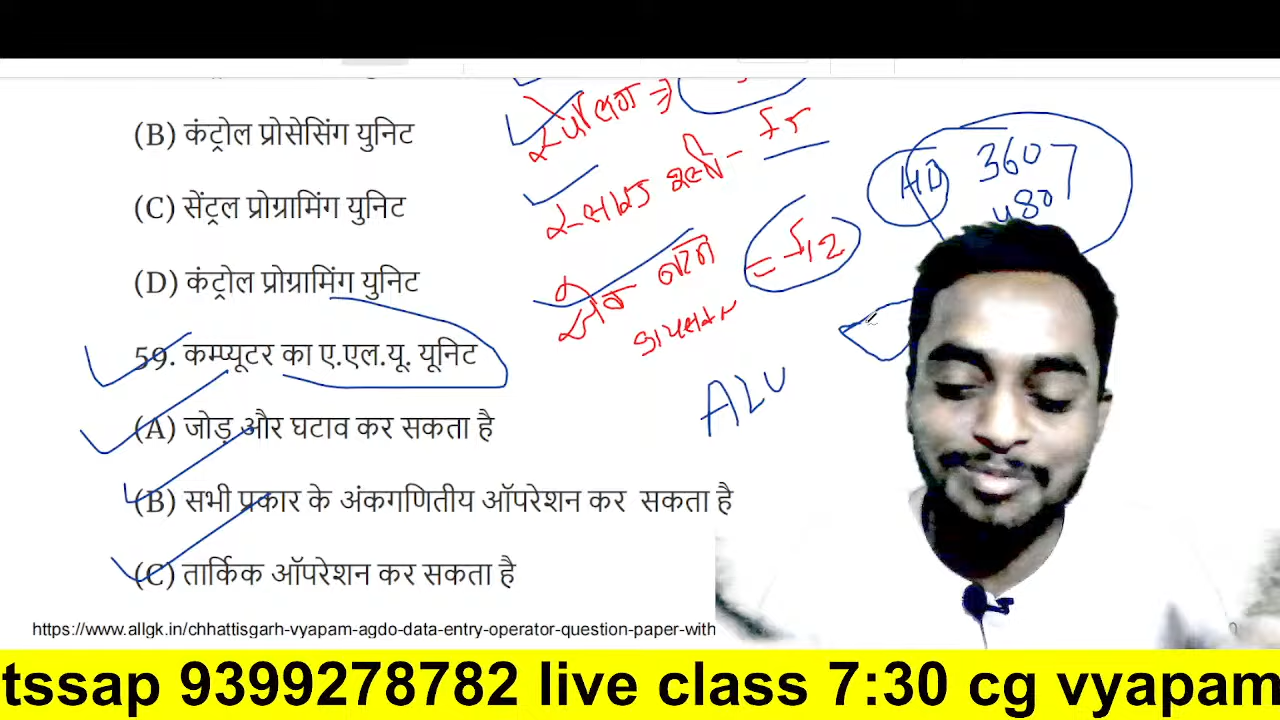 (B) कंट्रोल प्रोसेसिंग युनिट
(C) सेंट्रल प्रोग्रामिंग युनिट
(D) कंट्रोल प्रोग्रामिंग युनिट
59. कम्प्यूटर का ए.एल.यू. यूनिट
(A) जोड़ और घटाव कर सकता है
(B) सभी प्रकार के अंकगणितीय ऑपरेशन कर सकता है
(C) तार्किक ऑपरेशन कर सकता है
HD 360
480
= F12
ALU
https://www.allgk.in/chhattisgarh-vyapam-agdo-data-entry-operator-question-paper-with
tssap 9399278782 live class 7:30 cg vyapam